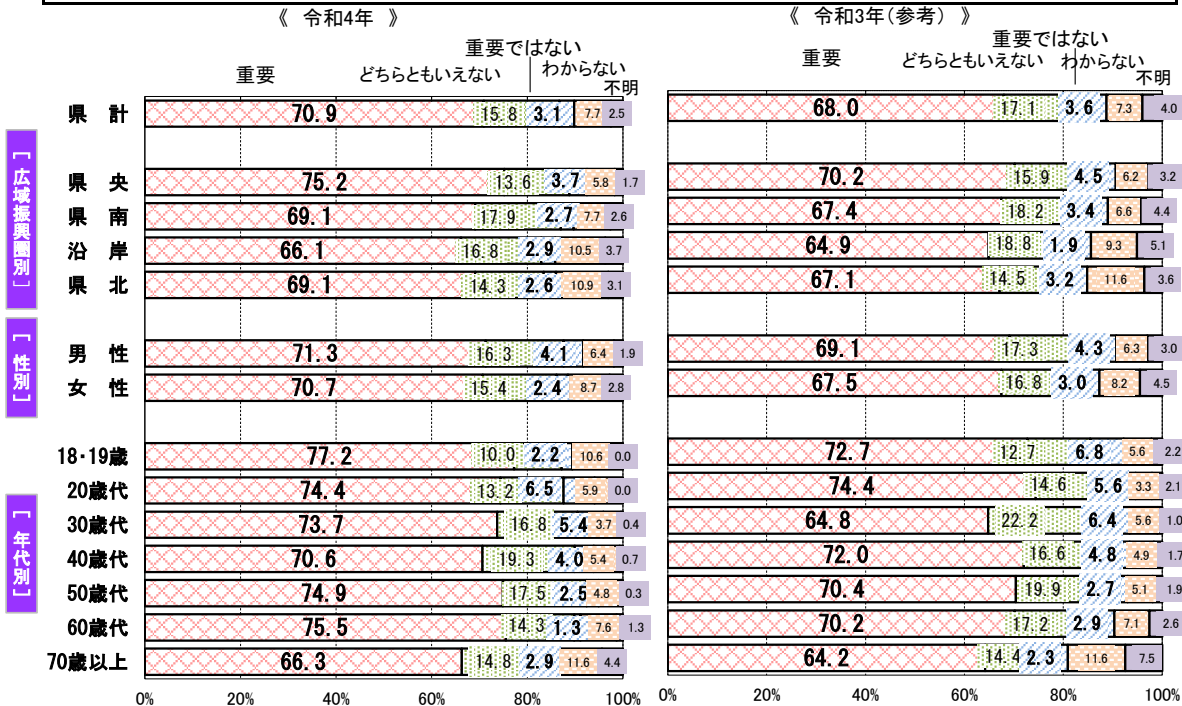 《 令和4年 》
重要 どちらともいえない 重要ではない わからない 不明
県 計 70.9 15.8 3.1 7.7 2.5
[広域振興圏別]
県 央 75.2 13.6 3.7 5.8 1.7
県 南 69.1 17.9 2.7 7.7 2.6
沿 岸 66.1 16.8 2.9 10.5 3.7
県 北 69.1 14.3 2.6 10.9 3.1
[性別]
男 性 71.3 16.3 4.1 6.4 1.9
女 性 70.7 15.4 2.4 8.7 2.8
[年代別]
18・19歳 77.2 10.0 2.2 10.6 0.0
20歳代 74.4 13.2 6.5 5.9 0.0
30歳代 73.7 16.8 5.4 3.7 0.4
40歳代 70.6 19.3 4.0 5.4 0.7
50歳代 74.9 17.5 2.5 4.8 0.3
60歳代 75.5 14.3 1.3 7.6 1.3
70歳以上 66.3 14.8 2.9 11.6 4.4
0% 20% 40% 60% 80% 100%
《 令和3年(参考) 》
重要 どちらともいえない 重要ではない わからない 不明
68.0 17.1 3.6 7.3 4.0
70.2 15.9 4.5 6.2 3.2
67.4 18.2 3.4 6.6 4.4
64.9 18.8 1.9 9.3 5.1
67.1 14.5 3.2 11.6 3.6
69.1 17.3 4.3 6.3 3.0
67.5 16.8 3.0 8.2 4.5
72.7 12.7 6.8 5.6 2.2
74.4 14.6 5.6 3.3 2.1
64.8 22.2 6.4 5.6 1.0
72.0 16.6 4.8 4.9 1.7
70.4 19.9 2.7 5.1 1.9
70.2 17.2 2.9 7.1 2.6
64.2 14.4 2.3 11.6 7.5
0% 20% 40% 60% 80% 100%